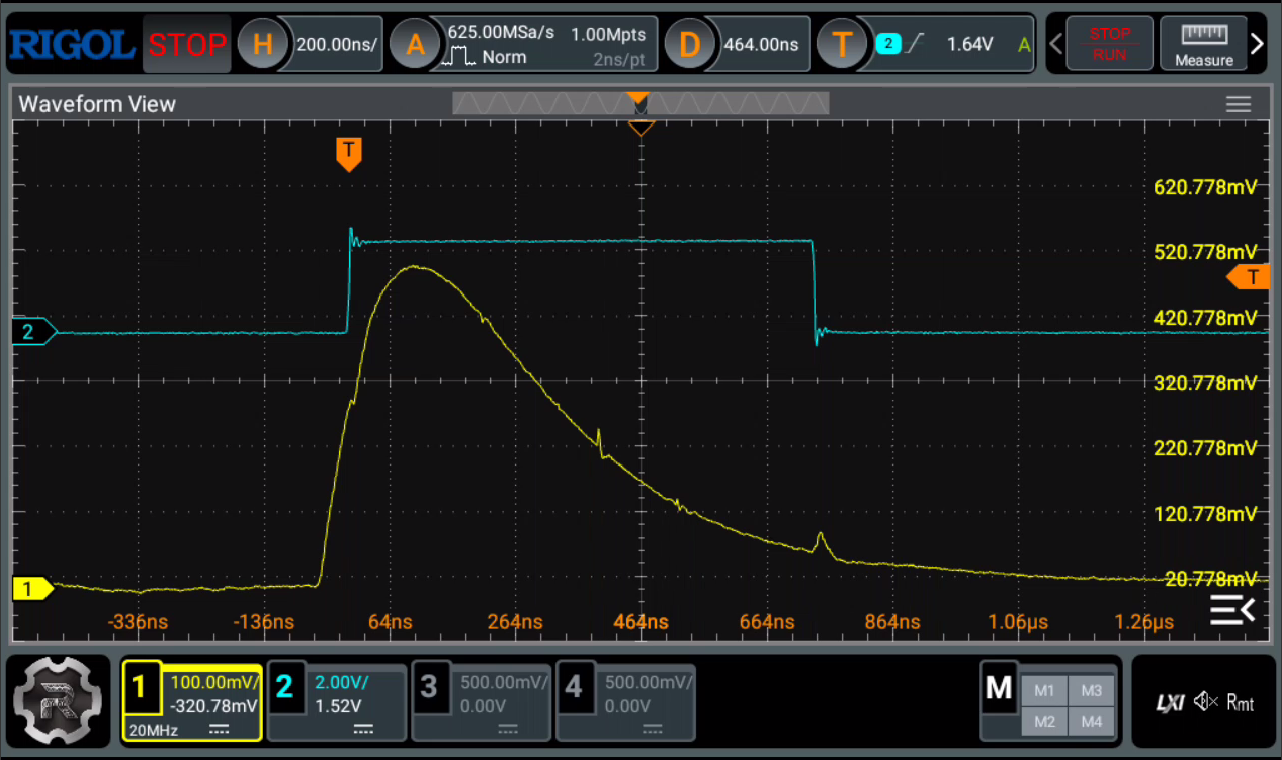 RIGOL STOP H 200.00ns/ A 625.00MSa/s 1.00Mpts D 464.00ns T 2 1.64V A STOP
Norm 2ns/pt RUN Measure
Waveform View
T
620.778mV
520.778mV
T
2 420.778mV
320.778mV
220.778mV
120.778mV
1 20.778mV
-336ns -136ns 64ns 264ns 464ns 664ns 864ns 1.06µs 1.26µs
1 100.00mV/ 2 2.00V/ 3 500.00mV/ 4 500.00mV/ M M1 M3
-320.78mV 1.52V 0.00V 0.00V M2 M4
20MHz
R LXI Rmt